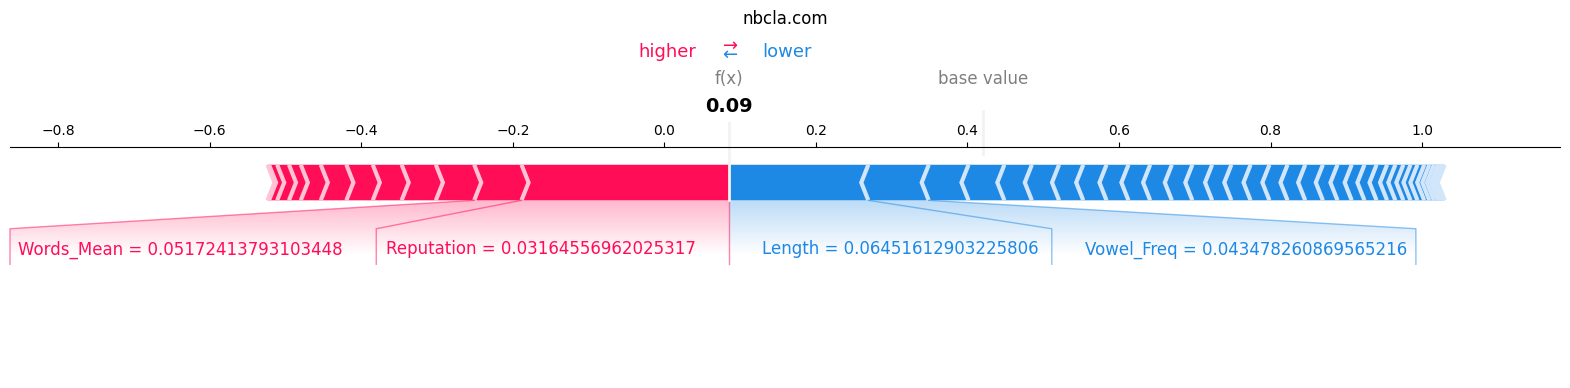 nbcla.com
higher ⇄ lower
f(x) base value
0.09
−0.8 −0.6 −0.4 −0.2 0.0 0.2 0.4 0.6 0.8 1.0
Words_Mean = 0.05172413793103448 Reputation = 0.03164556962025317 Length = 0.06451612903225806 Vowel_Freq = 0.043478260869565216